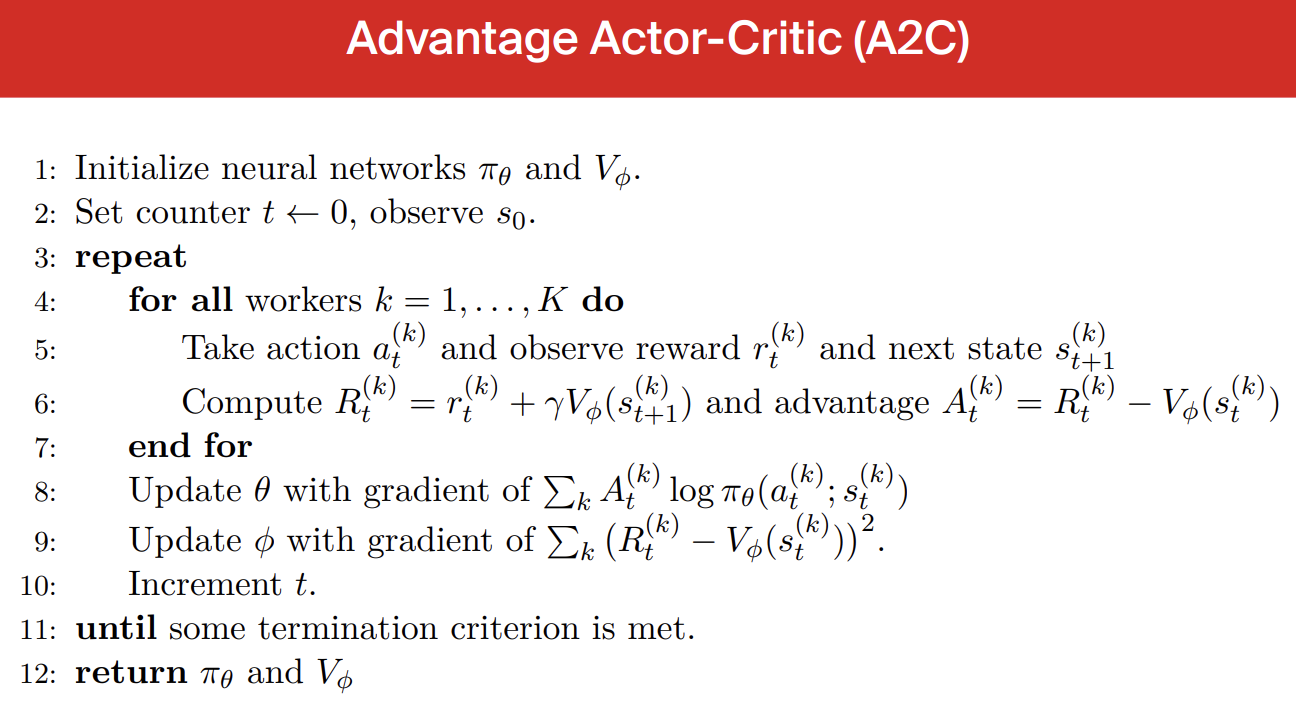 Advantage Actor-Critic (A2C)
1: Initialize neural networks $\pi_\theta$ and $V_\phi$.
2: Set counter $t \leftarrow 0$, observe $s_0$.
3: repeat
4: for all workers $k = 1, \ldots, K$ do
5: Take action $a_t^{(k)}$ and observe reward $r_t^{(k)}$ and next state $s_{t+1}^{(k)}$
6: Compute $R_t^{(k)} = r_t^{(k)} + \gamma V_\phi(s_{t+1}^{(k)})$ and advantage $A_t^{(k)} = R_t^{(k)} - V_\phi(s_t^{(k)})$
7: end for
8: Update $\theta$ with gradient of $\sum_k A_t^{(k)} \log \pi_\theta(a_t^{(k)}; s_t^{(k)})$
9: Update $\phi$ with gradient of $\sum_k \left(R_t^{(k)} - V_\phi(s_t^{(k)})\right)^2$.
10: Increment $t$.
11: until some termination criterion is met.
12: return $\pi_\theta$ and $V_\phi$